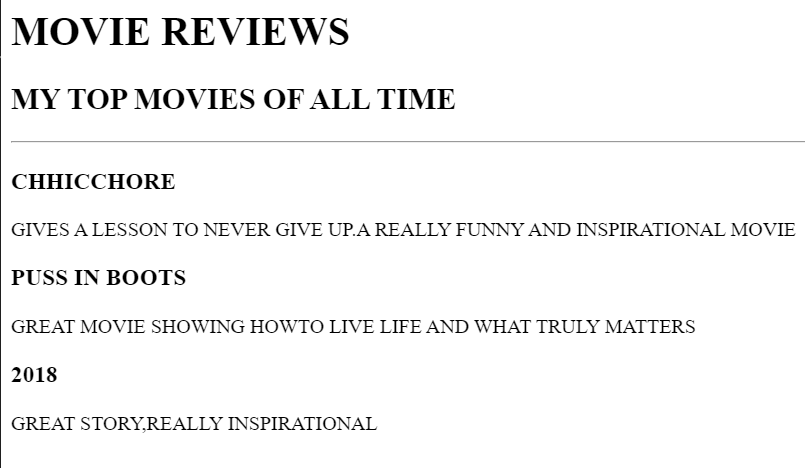 MOVIE REVIEWS
MY TOP MOVIES OF ALL TIME
CHHICCHORE
GIVES A LESSON TO NEVER GIVE UP.A REALLY FUNNY AND INSPIRATIONAL MOVIE
PUSS IN BOOTS
GREAT MOVIE SHOWING HOWTO LIVE LIFE AND WHAT TRULY MATTERS
2018
GREAT STORY,REALLY INSPIRATIONAL